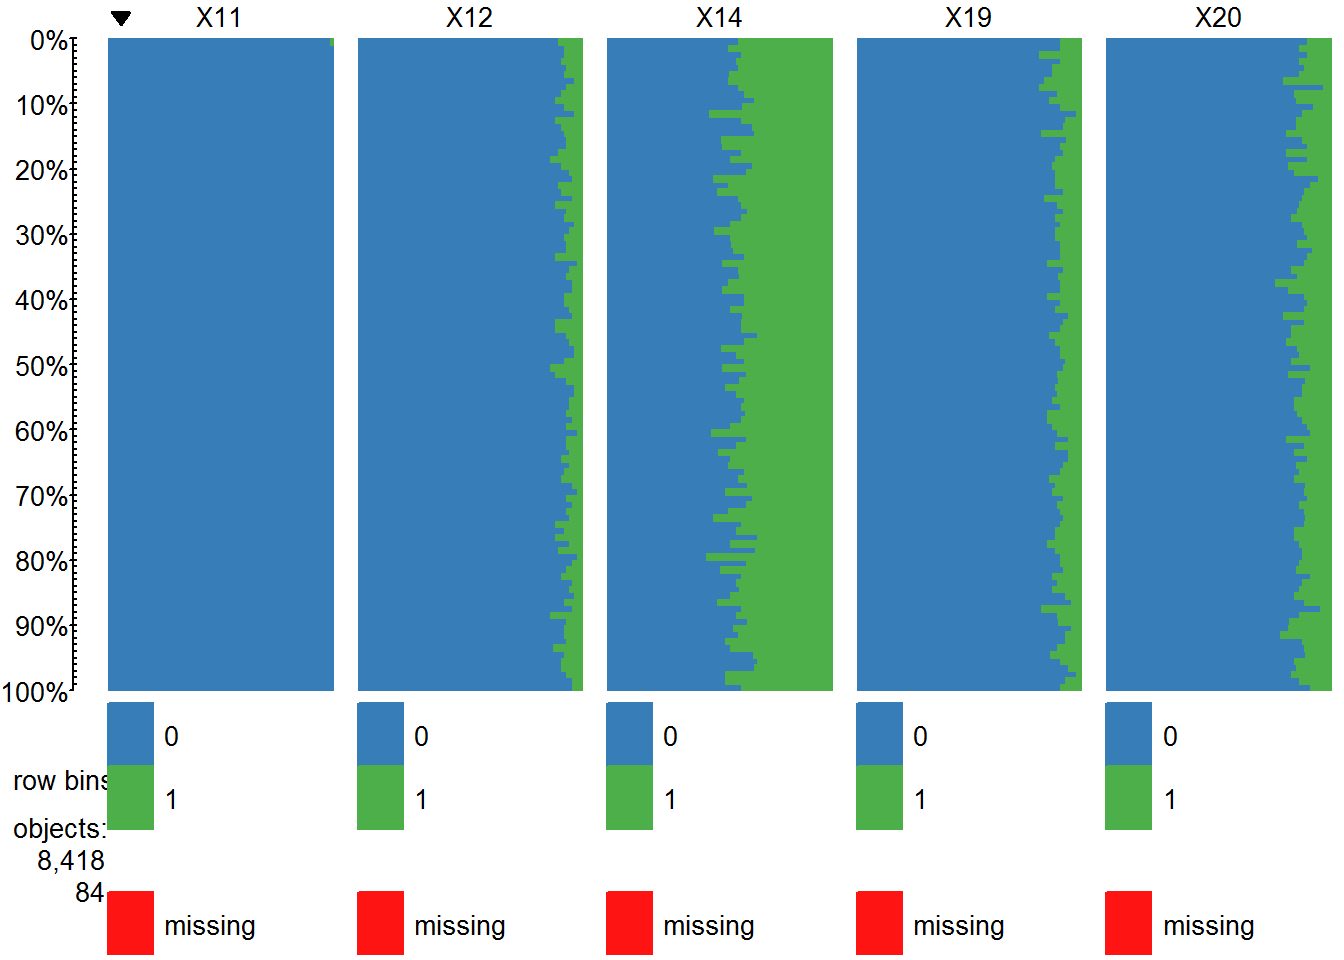 X11 X12 X14 X19 X20
0%
10%
20%
30%
40%
50%
60%
70%
80%
90%
100%
0 0 0 0 0
row bins
1 1 1 1 1
objects:
8,418
84
missing missing missing missing missing